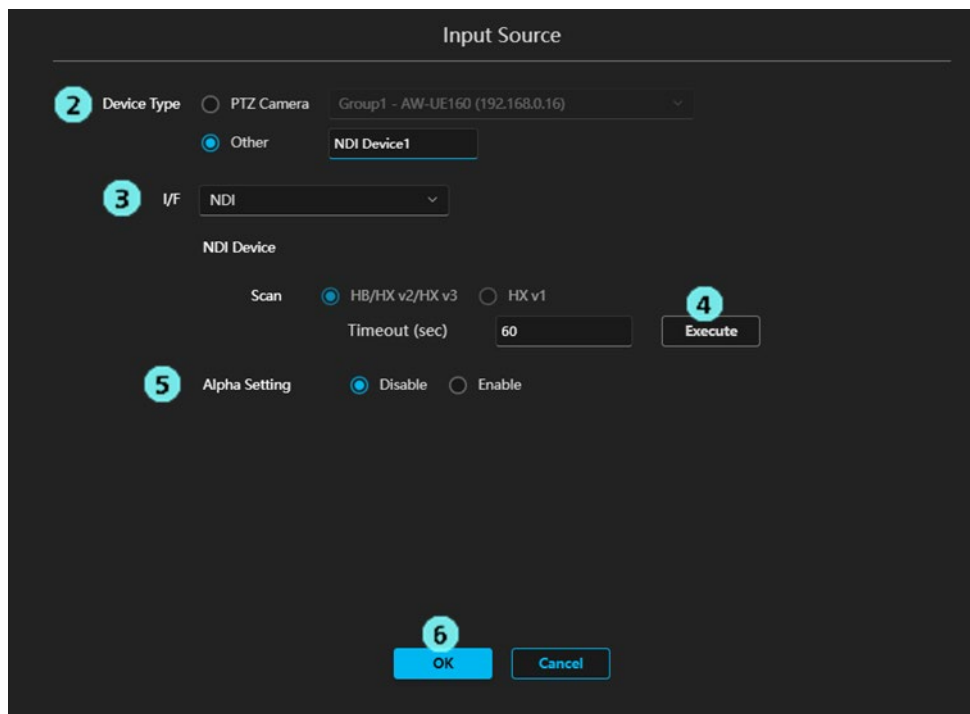 Input Source
2 Device Type PTZ Camera Group1 - AW-UE160 (192.168.0.16)
Other NDI Device1
3 I/F NDI
NDI Device
Scan HB/HX v2/HX v3 HX v1
4
Timeout (sec) 60 Execute
5 Alpha Setting Disable Enable
6
OK Cancel